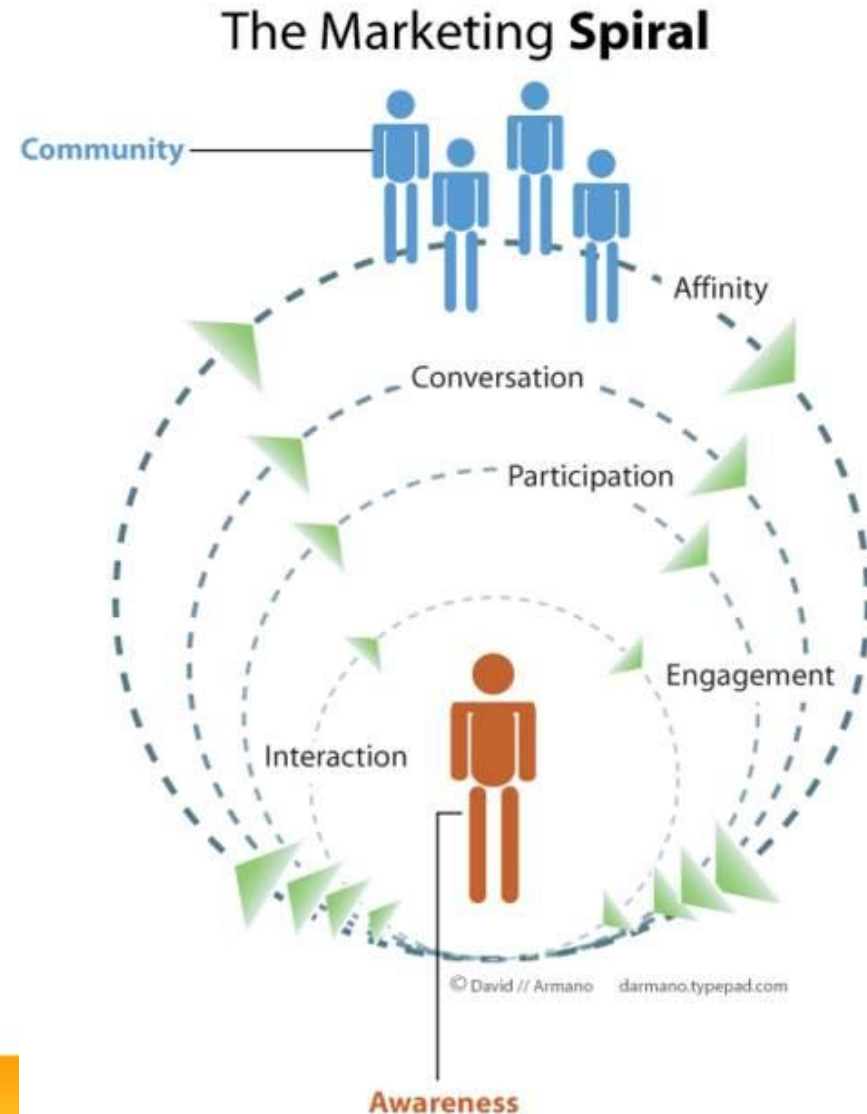 The Marketing Spiral
Community
Affinity
Conversation
Participation
Engagement
Interaction
© David // Armano darmano.typepad.com
Awareness